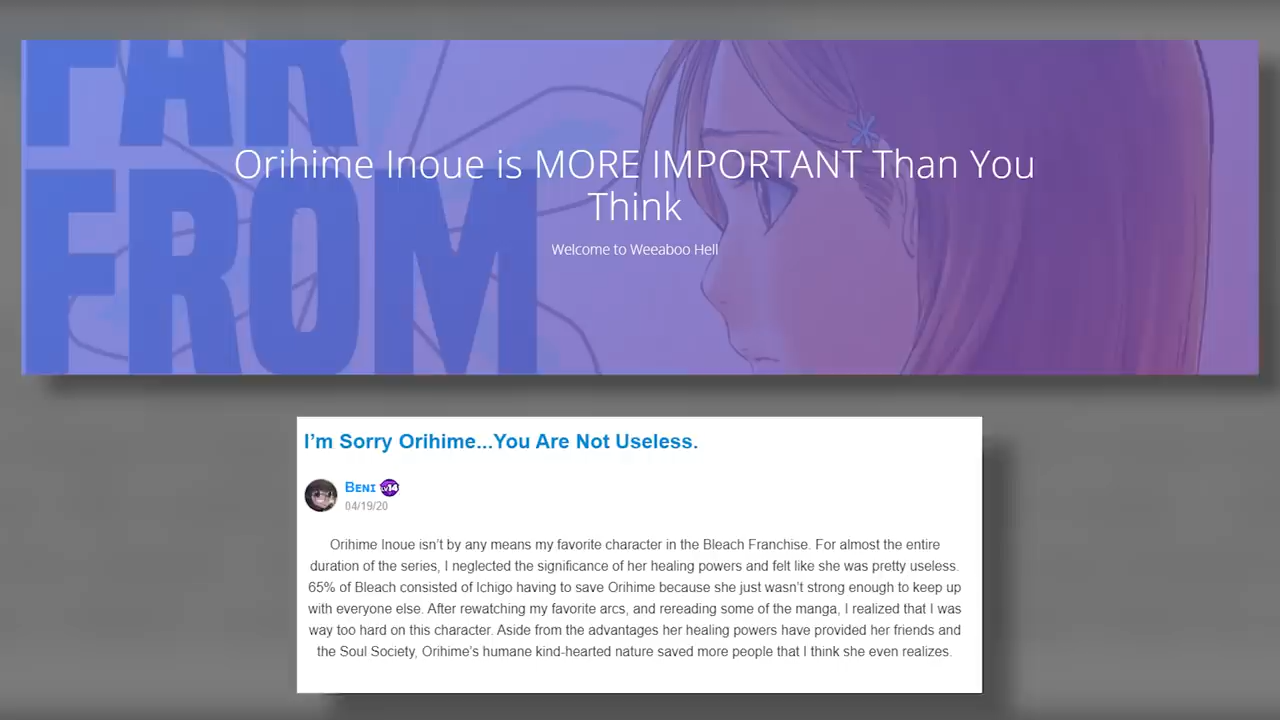 FAR
FROM
Orihime Inoue is MORE IMPORTANT Than You
Think
Welcome to Weeaboo Hell
I’m Sorry Orihime...You Are Not Useless.
BENI LV14
04/19/20
Orihime Inoue isn’t by any means my favorite character in the Bleach Franchise. For almost the entire
duration of the series, I neglected the significance of her healing powers and felt like she was pretty useless.
65% of Bleach consisted of Ichigo having to save Orihime because she just wasn’t strong enough to keep up
with everyone else. After rewatching my favorite arcs, and rereading some of the manga, I realized that I was
way too hard on this character. Aside from the advantages her healing powers have provided her friends and
the Soul Society, Orihime’s humane kind-hearted nature saved more people that I think she even realizes.